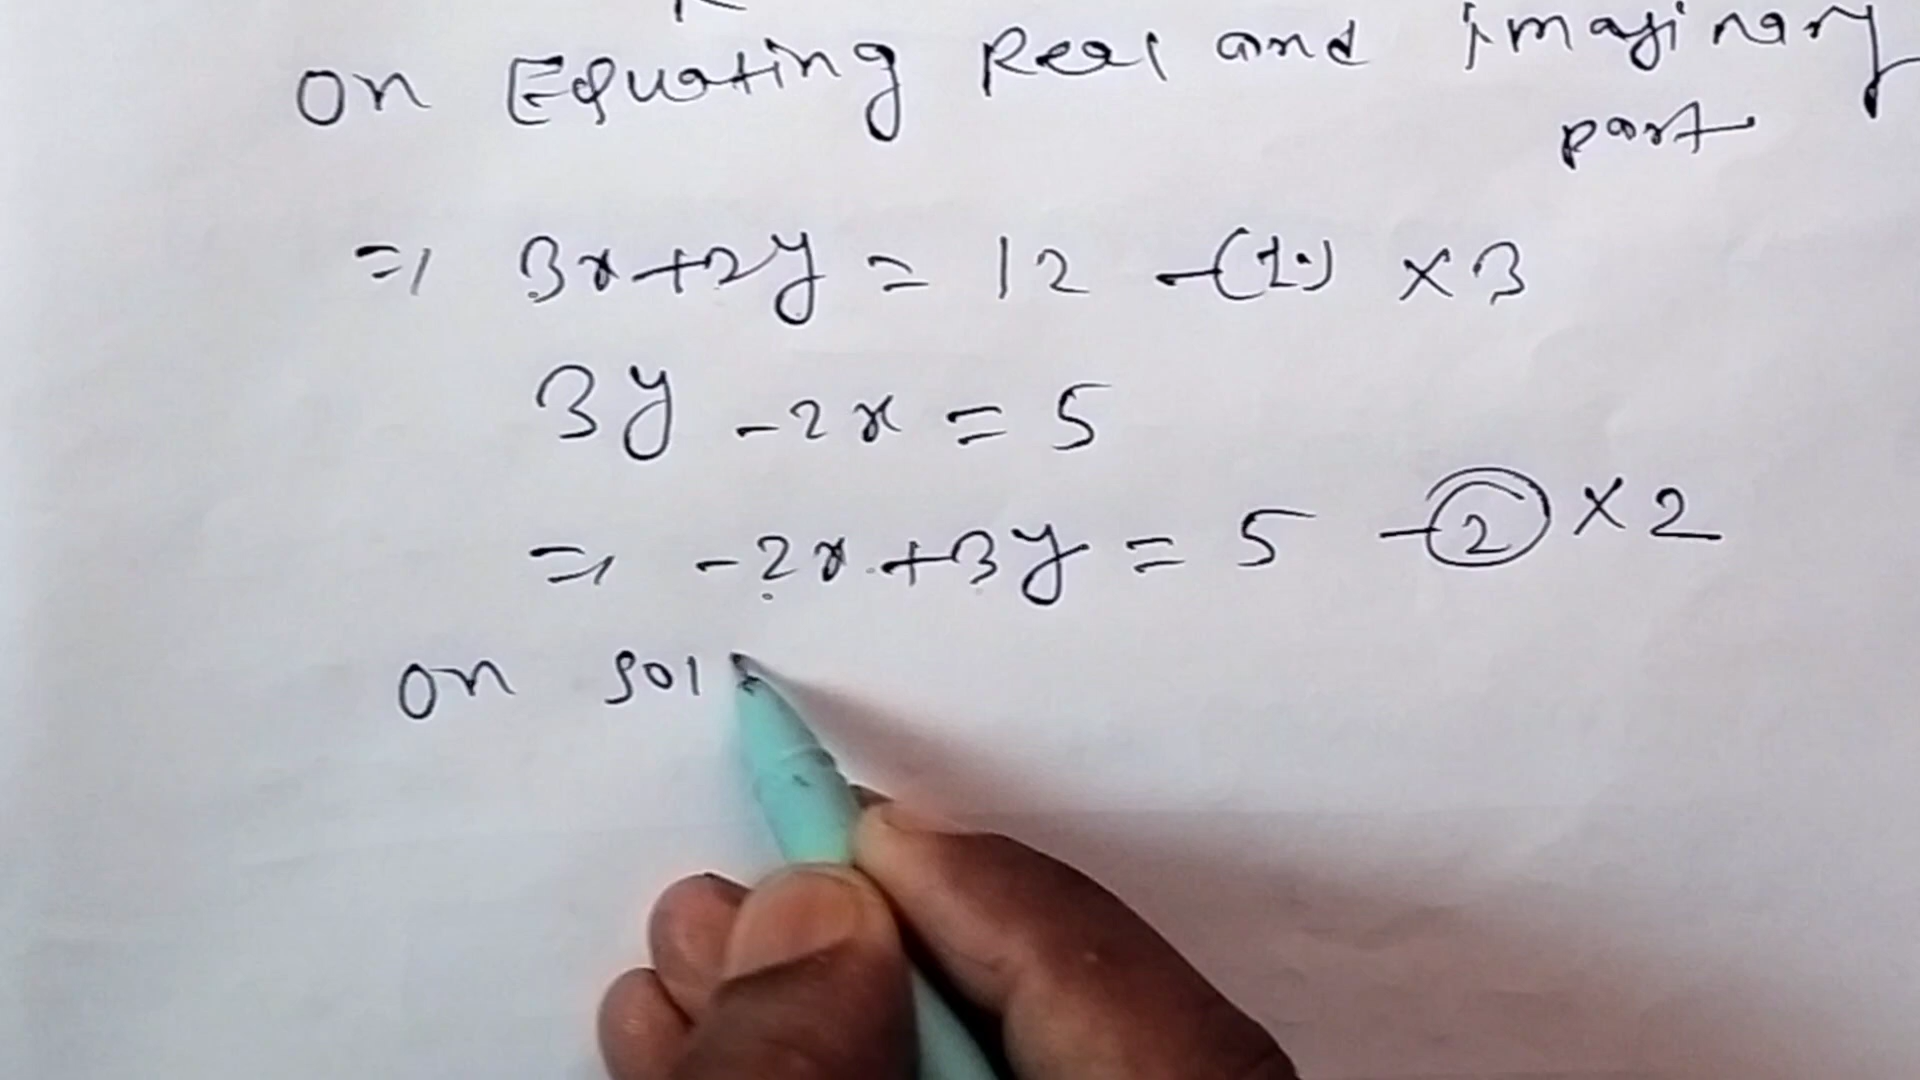 On Equating Real and imaginary
part
=) 3x+2y = 12 -(1.) ×3
3y - 2x = 5
=) -2x+3y = 5 -② ×2
On sol